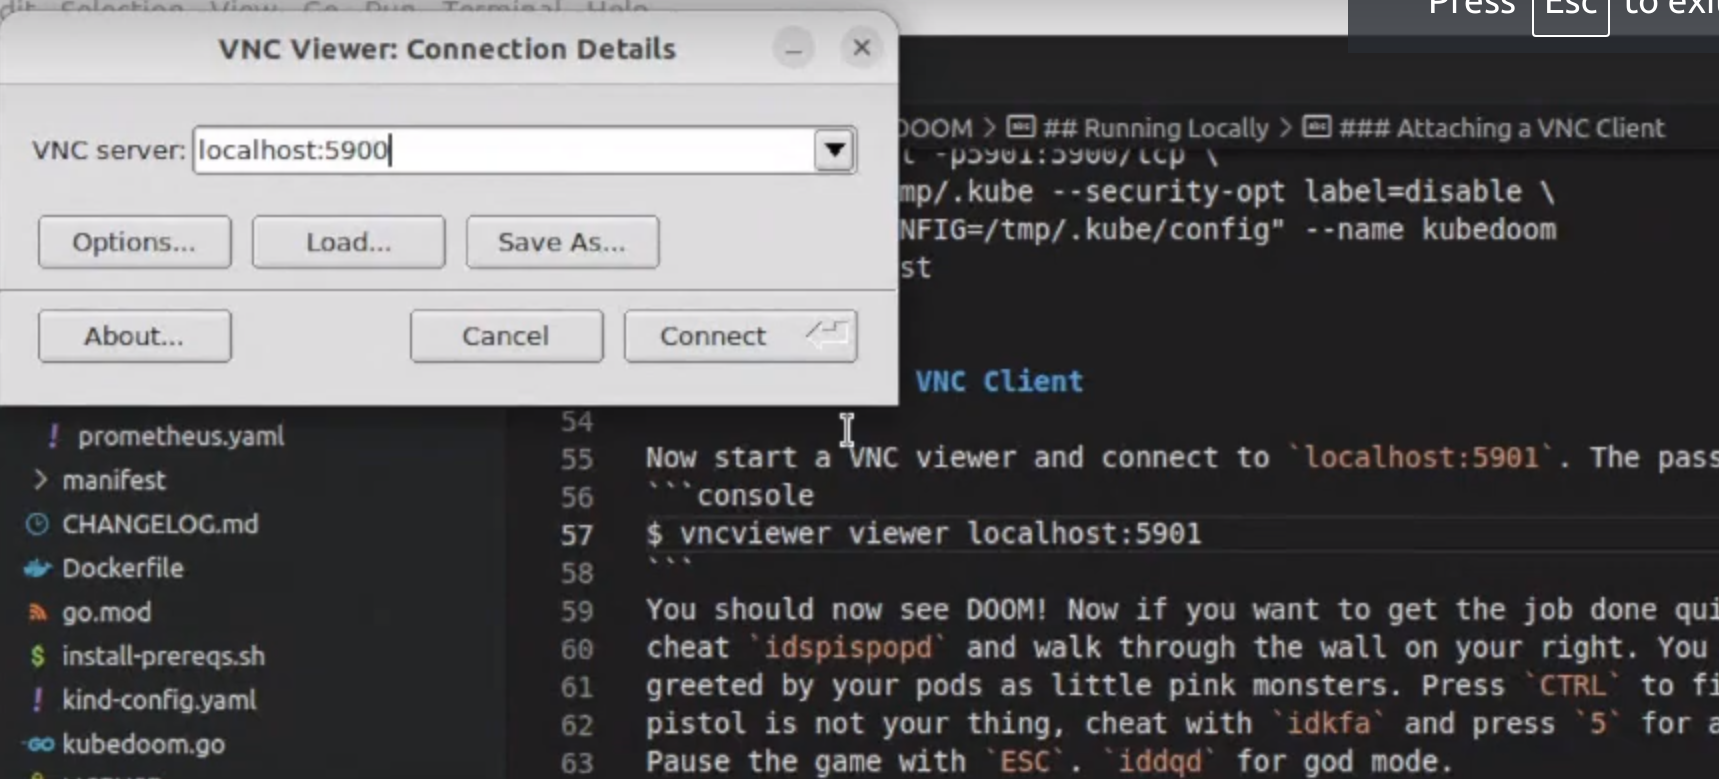 dit Selection View Go Run Terminal Help
Press Esc to exi
VNC Viewer: Connection Details
VNC server: localhost:5900
Options... Load... Save As...
About... Cancel Connect
DOOM > ## Running Locally > ### Attaching a VNC Client
t -p5901:5900/tcp \
mp/.kube --security-opt label=disable \
NFIG=/tmp/.kube/config" --name kubedoom
st
VNC Client
prometheus.yaml
manifest
CHANGELOG.md
Dockerfile
go.mod
install-prereqs.sh
kind-config.yaml
kubedoom.go
54
55 Now start a VNC viewer and connect to `localhost:5901`. The pass
56 ```console
57 $ vncviewer viewer localhost:5901
58 ```
59 You should now see DOOM! Now if you want to get the job done qui
60 cheat `idspispopd` and walk through the wall on your right. You
61 greeted by your pods as little pink monsters. Press `CTRL` to fi
62 pistol is not your thing, cheat with `idkfa` and press `5` for a
63 Pause the game with `ESC`. `iddqd` for god mode.